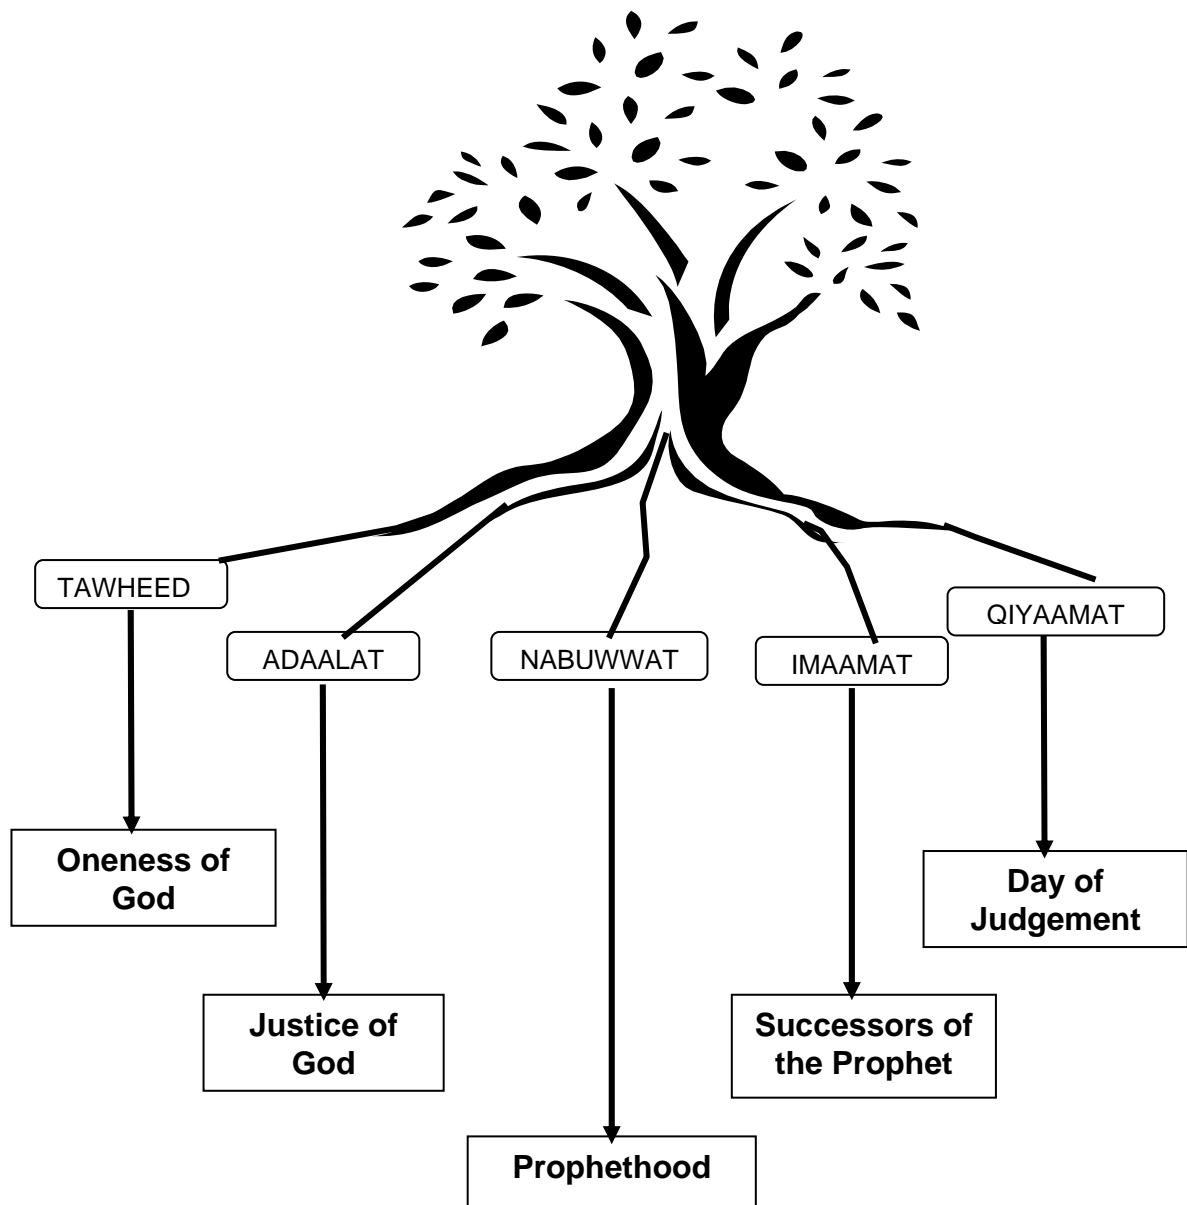 TAWHEED
ADAALAT
NABUWWAT
IMAAMAT
QIYAAMAT
Oneness of
God
Justice of
God
Prophethood
Successors of
the Prophet
Day of
Judgement